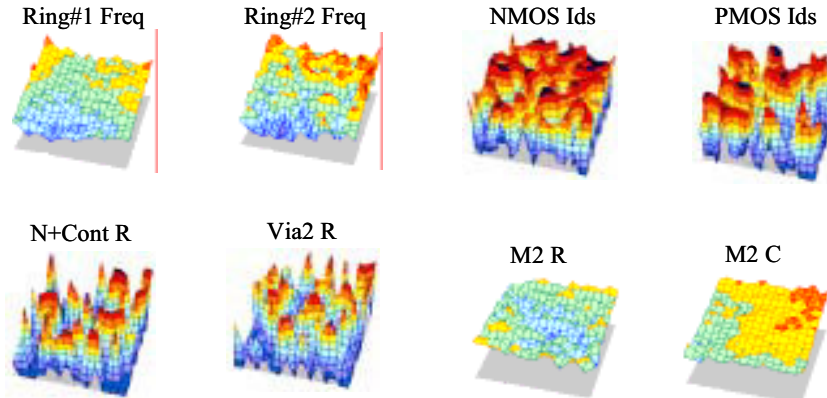 Ring#1 Freq
Ring#2 Freq
NMOS Ids
PMOS Ids
N+Cont R
Via2 R
M2 R
M2 C